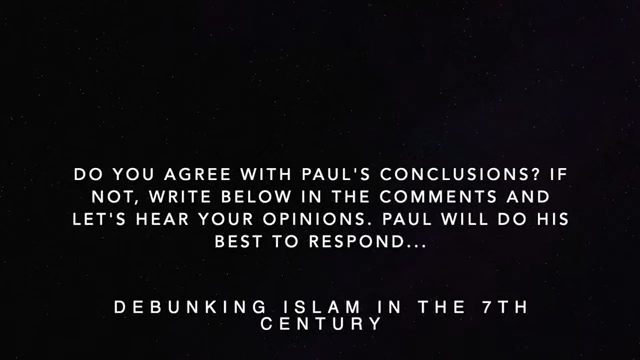 DO YOU AGREE WITH PAUL'S CONCLUSIONS? IF
NOT, WRITE BELOW IN THE COMMENTS AND
LET'S HEAR YOUR OPINIONS. PAUL WILL DO HIS
BEST TO RESPOND...
DEBUNKING ISLAM IN THE 7TH
CENTURY